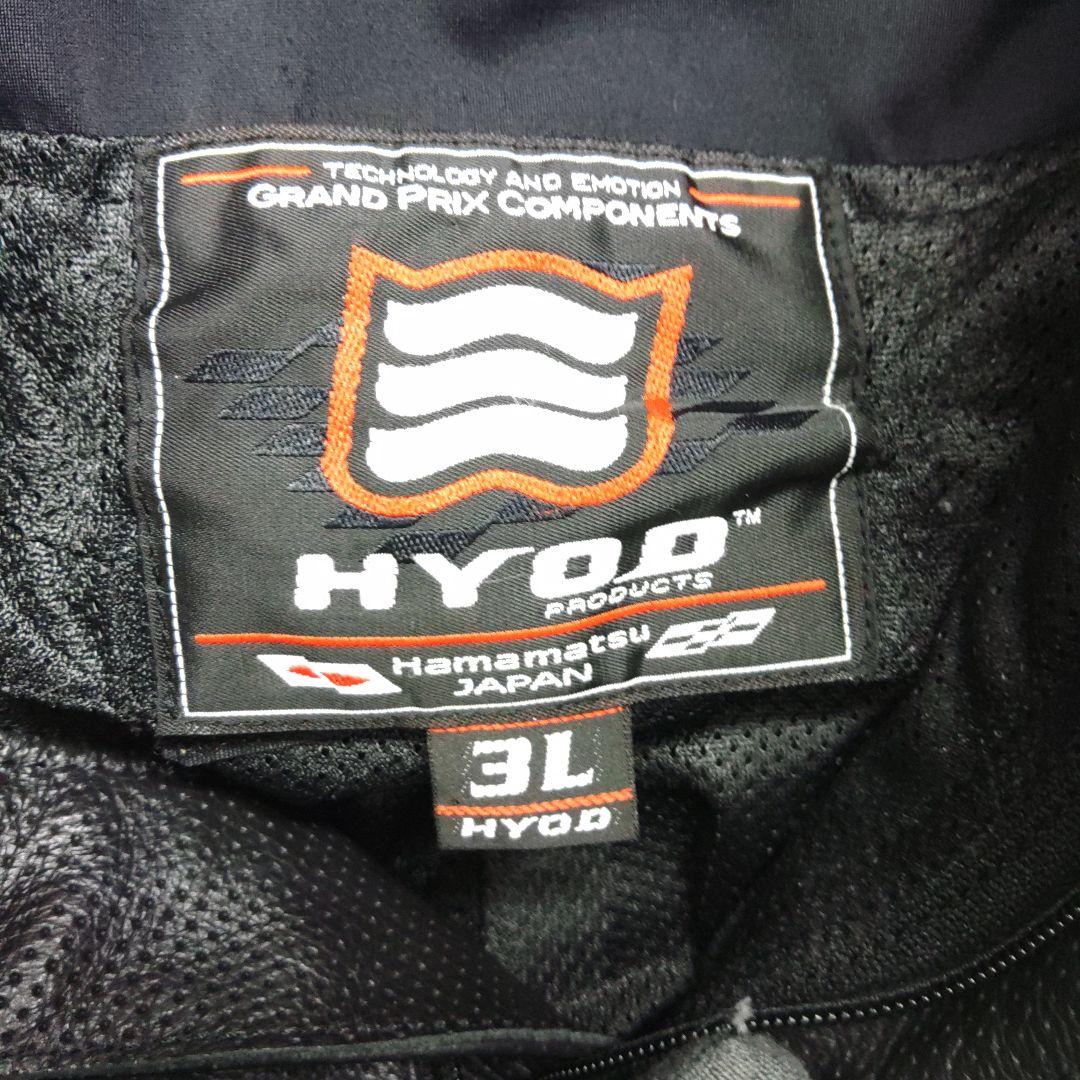 TECHNOLOGY AND EMOTION
GRAND PRIX COMPONENTS
HYOD™
PRODUCTS
Hamamatsu
JAPAN
3L
HYOD